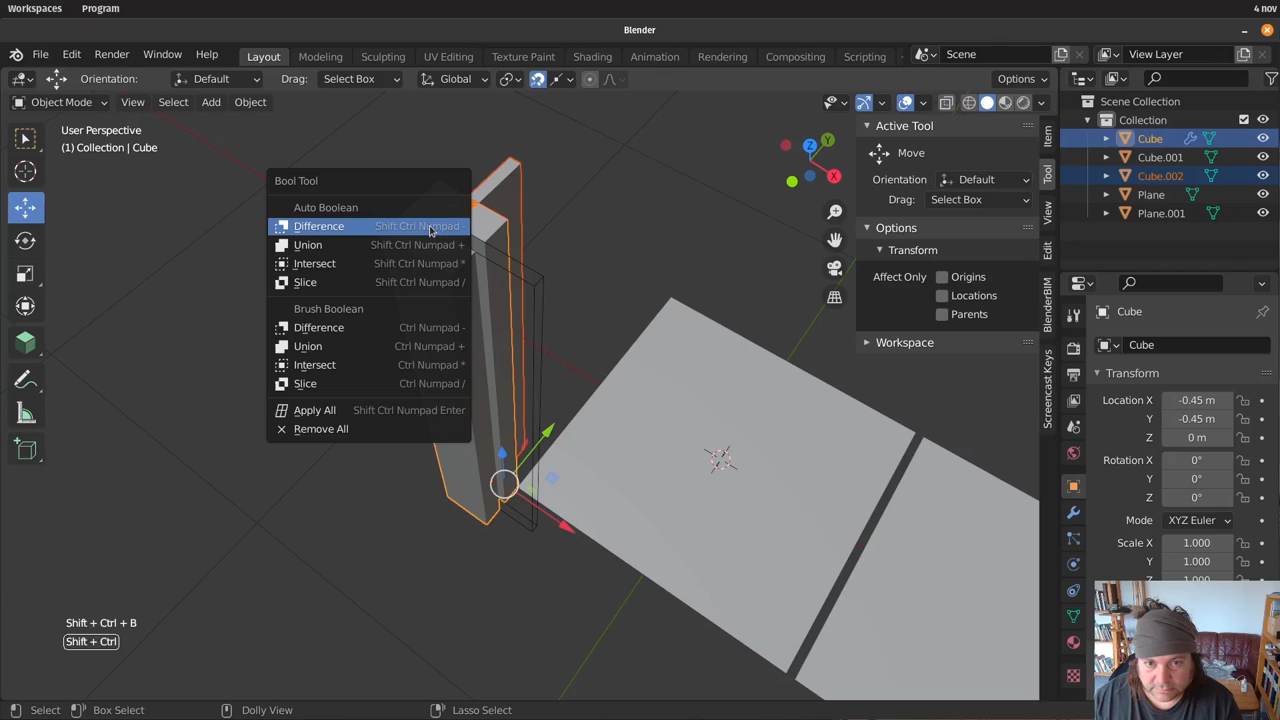 Workspaces Program 4 nov
Blender
File Edit Render Window Help Layout Modeling Sculpting UV Editing Texture Paint Shading Animation Rendering Compositing Scripting Scene View Layer
Orientation: Default Drag: Select Box Global Options
Object Mode View Select Add Object
User Perspective
(1) Collection | Cube
Bool Tool
Auto Boolean
Difference Shift Ctrl Numpad -
Union Shift Ctrl Numpad +
Intersect Shift Ctrl Numpad *
Slice Shift Ctrl Numpad /
Brush Boolean
Difference Ctrl Numpad -
Union Ctrl Numpad +
Intersect Ctrl Numpad *
Slice Ctrl Numpad /
Apply All Shift Ctrl Numpad Enter
Remove All
Z
Y
X
Active Tool
Move
Orientation Default
Drag: Select Box
Options
Transform
Affect Only Origins
Locations
Parents
Workspace
Item
Tool
View
Edit
BlenderBIM
Screencast Keys
Scene Collection
Collection
Cube
Cube.001
Cube.002
Plane
Plane.001
Cube
Cube
Transform
Location X -0.45 m
Y -0.45 m
Z 0 m
Rotation X 0°
Y 0°
Z 0°
Mode XYZ Euler
Scale X 1.000
Y 1.000
Shift + Ctrl + B
Shift + Ctrl
Select Box Select Dolly View Lasso Select